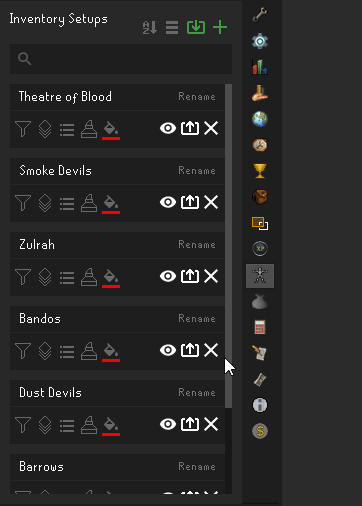 Inventory Setups
Theatre of Blood Rename
Smoke Devils Rename
Zulrah Rename
Bandos Rename
Dust Devils Rename
Barrows Rename